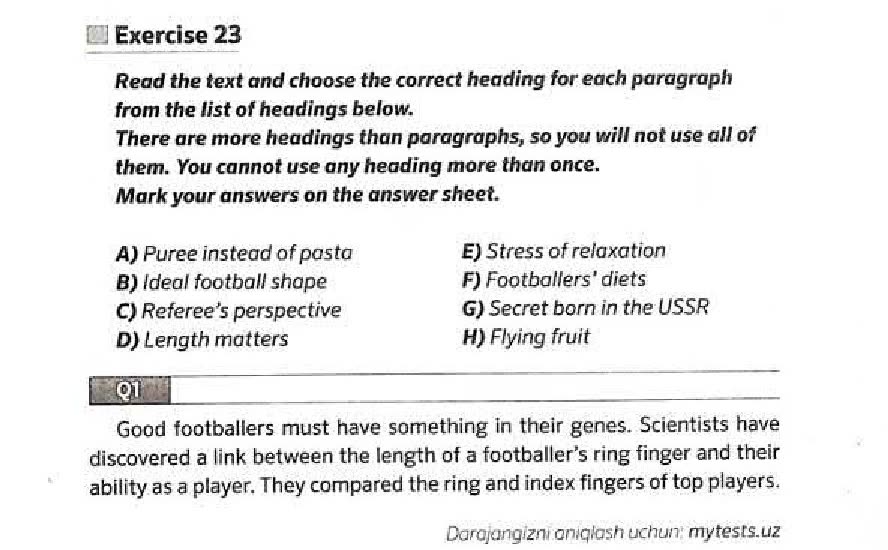 Exercise 23
Read the text and choose the correct heading for each paragraph
from the list of headings below.
There are more headings than paragraphs, so you will not use all of
them. You cannot use any heading more than once.
Mark your answers on the answer sheet.
A) Puree instead of pasta
B) Ideal football shape
C) Referee's perspective
D) Length matters
E) Stress of relaxation
F) Footballers' diets
G) Secret born in the USSR
H) Flying fruit
Q1
Good footballers must have something in their genes. Scientists have
discovered a link between the length of a footballer's ring finger and their
ability as a player. They compared the ring and index fingers of top players.
Darajangizni aniqlash uchun: mytests.uz